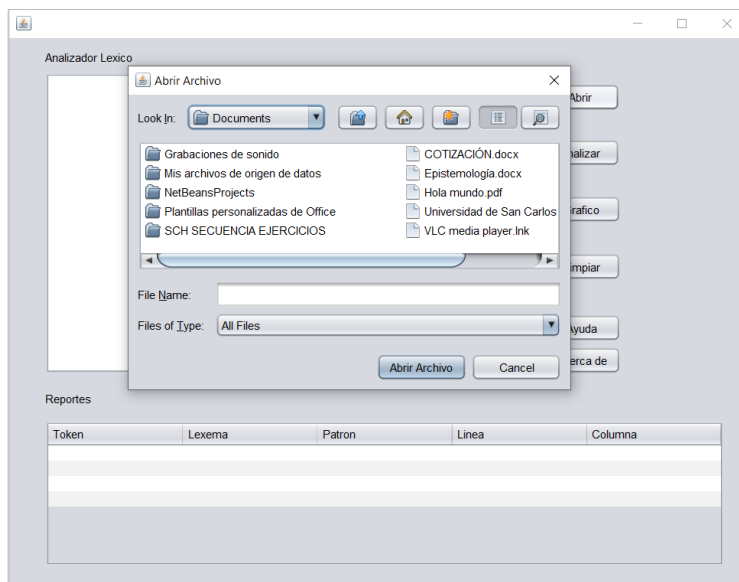 Analizador Lexico
Abrir Archivo
Abrir
Look In: Documents
Grabaciones de sonido
Mis archivos de origen de datos
NetBeansProjects
Plantillas personalizadas de Office
SCH SECUENCIA EJERCICIOS
COTIZACIÓN.docx
Epistemología.docx
Hola mundo.pdf
Universidad de San Carlos
VLC media player.lnk
alizar
rafico
mpiar
File Name:
Files of Type: All Files
Ayuda
Abrir Archivo Cancel
erca de
Reportes
Token Lexema Patron Linea Columna